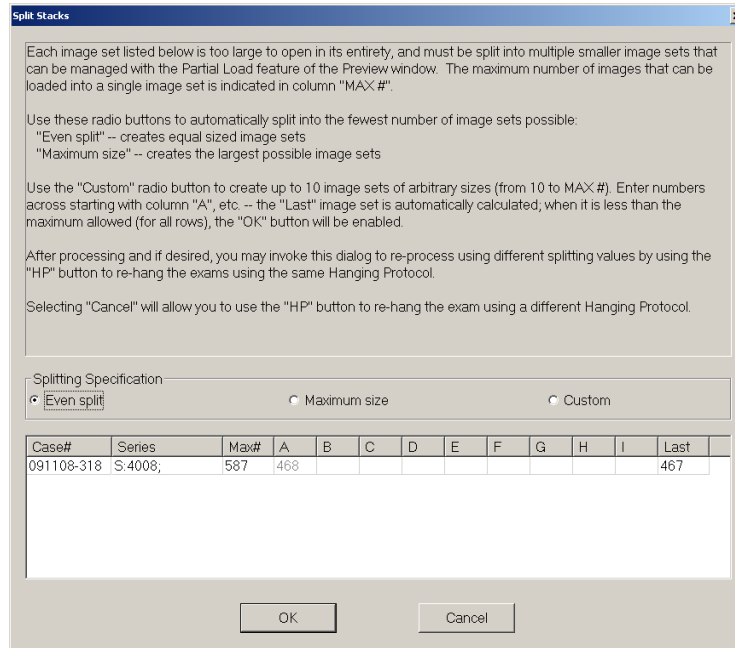 Split Stacks
Each image set listed below is too large to open in its entirety, and must be split into multiple smaller image sets that
can be managed with the Partial Load feature of the Preview window.  The maximum number of images that can be
loaded into a single image set is indicated in column "MAX #".
Use these radio buttons to automatically split into the fewest number of image sets possible:
"Even split" -- creates equal sized image sets
"Maximum size" -- creates the largest possible image sets
Use the "Custom" radio button to create up to 10 image sets of arbitrary sizes (from 10 to MAX #). Enter numbers
across starting with column "A", etc. -- the "Last" image set is automatically calculated; when it is less than the
maximum allowed (for all rows), the "OK" button will be enabled.
After processing and if desired, you may invoke this dialog to re-process using different splitting values by using the
"HP" button to re-hang the exams using the same Hanging Protocol.
Selecting "Cancel" will allow you to use the "HP" button to re-hang the exam using a different Hanging Protocol.
Splitting Specification
Even split Maximum size Custom
Case# Series Max# A B C D E F G H I Last
091108-318 S:4008; 587 468 467
OK Cancel